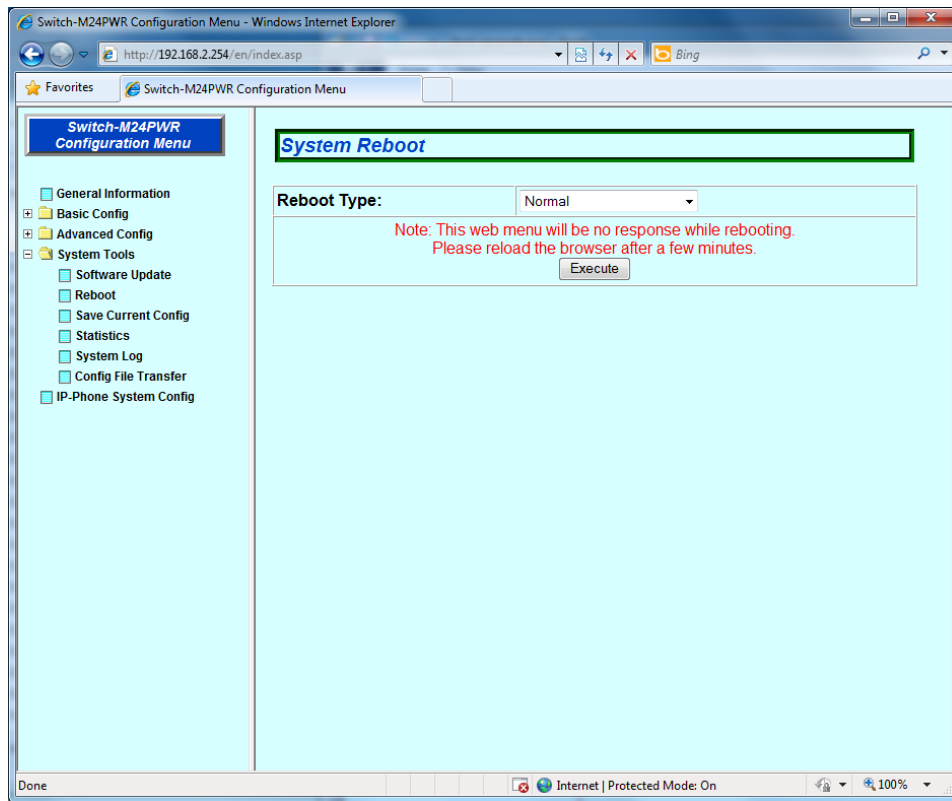 Switch-M24PWR Configuration Menu - Windows Internet Explorer
http://192.168.2.254/en/index.asp
Bing
Favorites
Switch-M24PWR Configuration Menu
Switch-M24PWR
Configuration Menu
General Information
Basic Config
Advanced Config
System Tools
Software Update
Reboot
Save Current Config
Statistics
System Log
Config File Transfer
IP-Phone System Config
System Reboot
Reboot Type:
Normal
Note: This web menu will be no response while rebooting.
Please reload the browser after a few minutes.
Execute
Done
Internet | Protected Mode: On
100%